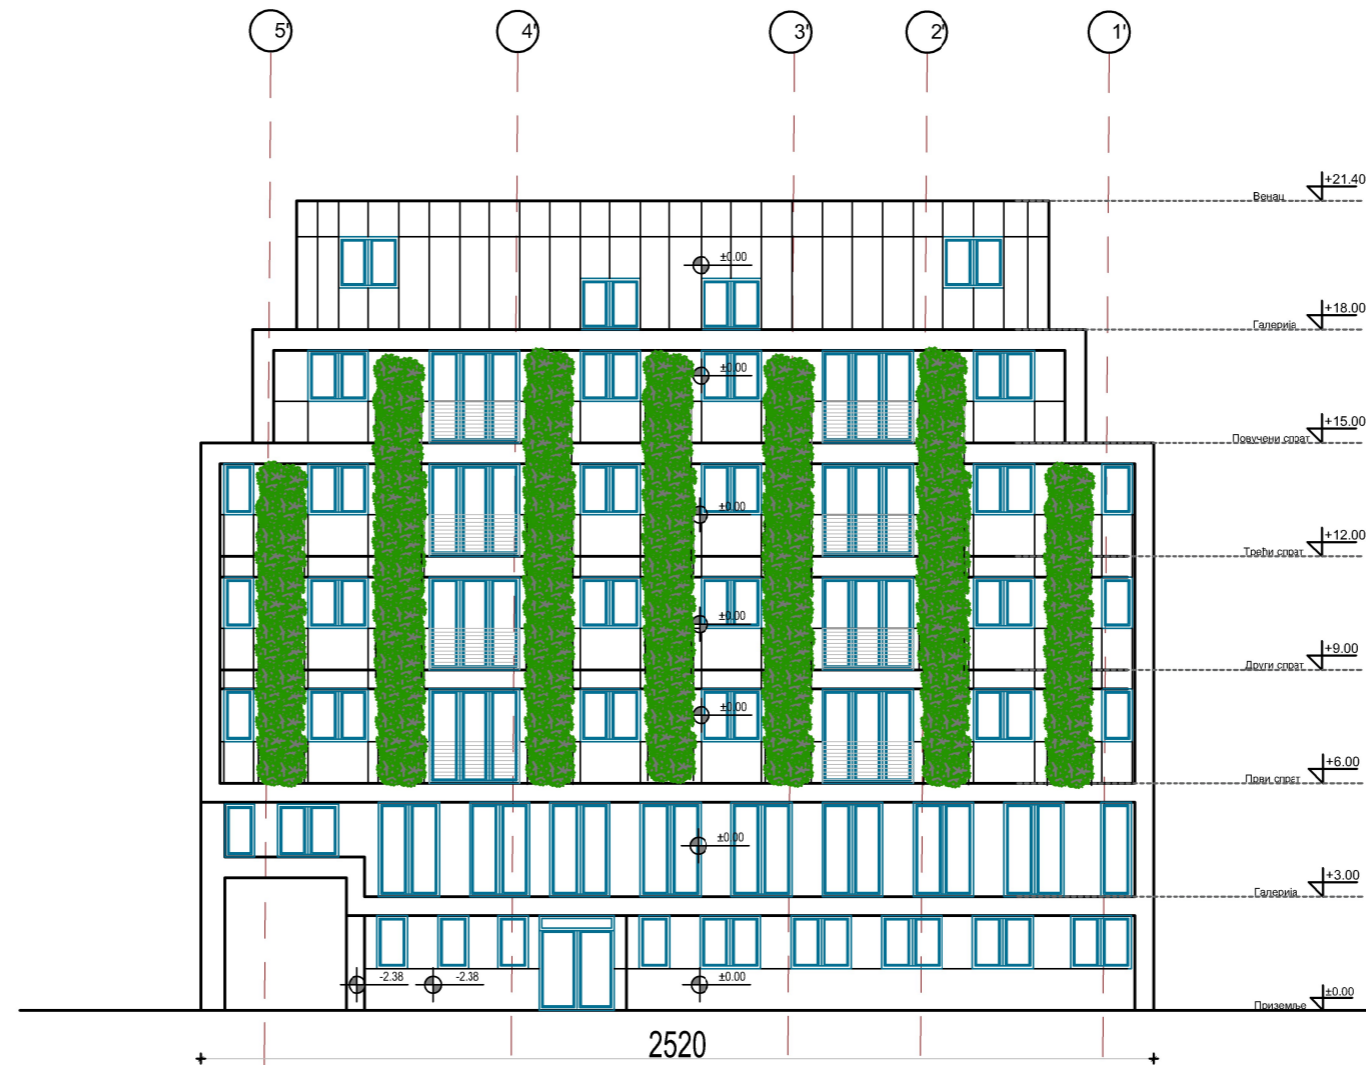 5' 4' 3' 2' 1'
+21.40
Венац
±0.00
+18.00
Галерија
±0.00
+15.00
Повучени спрат
±0.00
+12.00
Трећи спрат
±0.00
+9.00
Други спрат
±0.00
+6.00
Први спрат
±0.00
+3.00
Галерија
-2.38 -2.38 ±0.00
±0.00
Приземље
2520